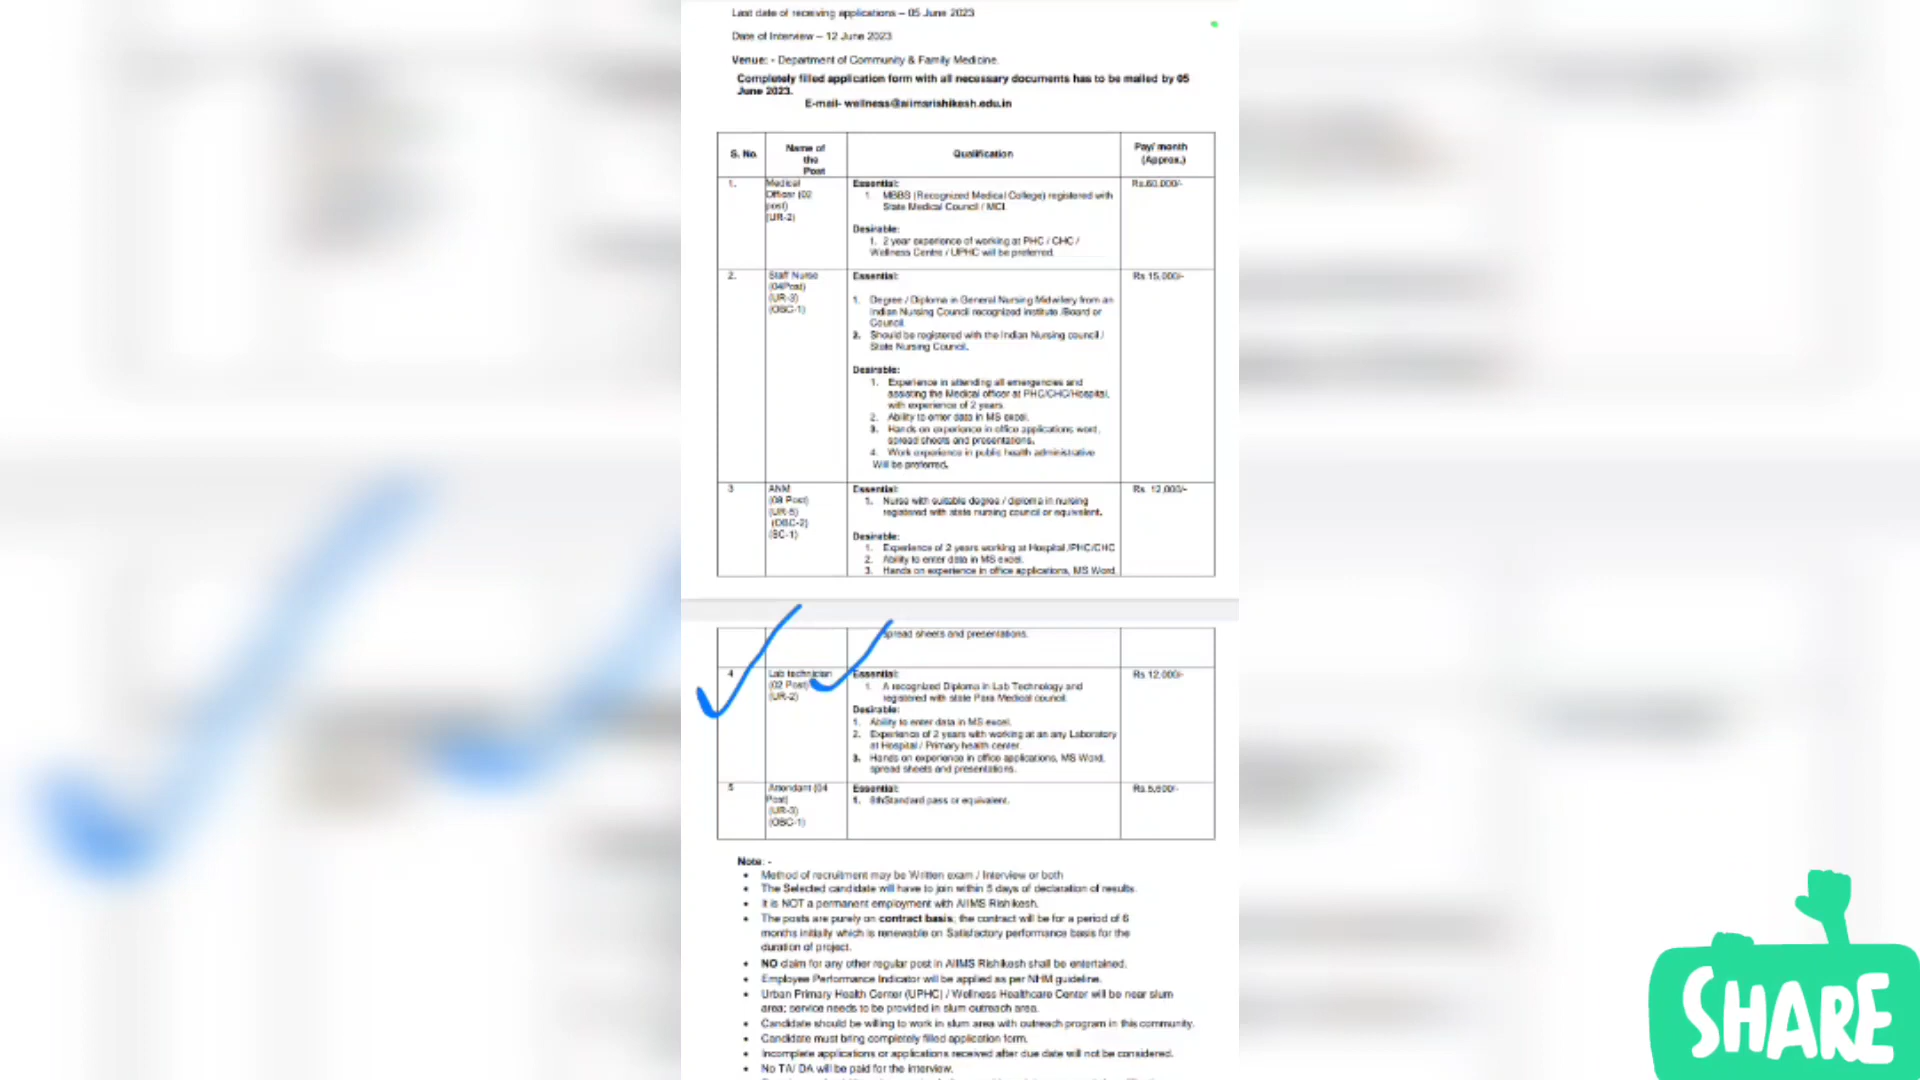 Last date of receiving applications – 05 June 2023
Date of Interview – 12 June 2023
Venue: - Department of Community & Family Medicine.
Completely filled application form with all necessary documents has to be mailed by 05
June 2023.
E-mail- wellness@aiimsrishikesh.edu.in
S. No. Name of the Post Qualification Pay/ month (Approx.)
1. Medical Officer (02 post) (UR-2) Rs.60,000/-
Essential:
1. MBBS (Recognized Medical College) registered with
State Medical Council / MCI.
Desirable:
1. 2 year experience of working at PHC / CHC /
Wellness Centre / UPHC will be preferred.
2. Staff Nurse (04Post) (UR-3) (OBC-1) Rs 15,000/-
Essential:
1. Degree / Diploma in General Nursing Midwifery from an
Indian Nursing Council recognized institute /Board or
Council.
2. Should be registered with the Indian Nursing council /
State Nursing Council.
Desirable:
1. Experience in attending all emergencies and
assisting the Medical officer at PHC/CHC/Hospital,
with experience of 2 years.
2. Ability to enter data in MS excel.
3. Hands on experience in office applications word,
spread sheets and presentations.
4. Work experience in public health administrative
Will be preferred.
3 ANM (08 Post) (UR-5) (OBC-2) (SC-1) Rs 12,000/-
Essential:
1. Nurse with suitable degree / diploma in nursing
registered with state nursing council or equivalent.
Desirable:
1. Experience of 2 years working at Hospital /PHC/CHC
2. Ability to enter data in MS excel.
3. Hands on experience in office applications, MS Word,
spread sheets and presentations.
4 Lab technician (02 Post) (UR-2) Rs 12,000/-
Essential:
1. A recognized Diploma in Lab Technology and
registered with state Para Medical council.
Desirable:
1. Ability to enter data in MS excel.
2. Experience of 2 years with working at an any Laboratory
at Hospital / Primary health center.
3. Hands on experience in office applications, MS Word,
spread sheets and presentations.
5 Attendant (04 Post) (UR-3) (OBC-1)
Essential:
1. 8thStandard pass or equivalent.
Note: -
• Method of recruitment may be Written exam / Interview or both
• The Selected candidate will have to join within 5 days of declaration of results.
• It is NOT a permanent employment with AIIMS Rishikesh.
• The posts are purely on contract basis; the contract will be for a period of 6
months initially which is renewable on Satisfactory performance basis for the
duration of project.
• NO claim for any other regular post in AIIMS Rishikesh shall be entertained.
• Employee Performance Indicator will be applied as per NHM guideline.
• Urban Primary Health Center (UPHC) / Wellness Healthcare Center will be near slum
area; service needs to be provided in slum outreach area.
• Candidate should be willing to work in slum area with outreach program in this community.
• Candidate must bring completely filled application form.
• Incomplete applications or applications received after due date will not be considered.
• No TA/ DA will be paid for the interview.
SHARE